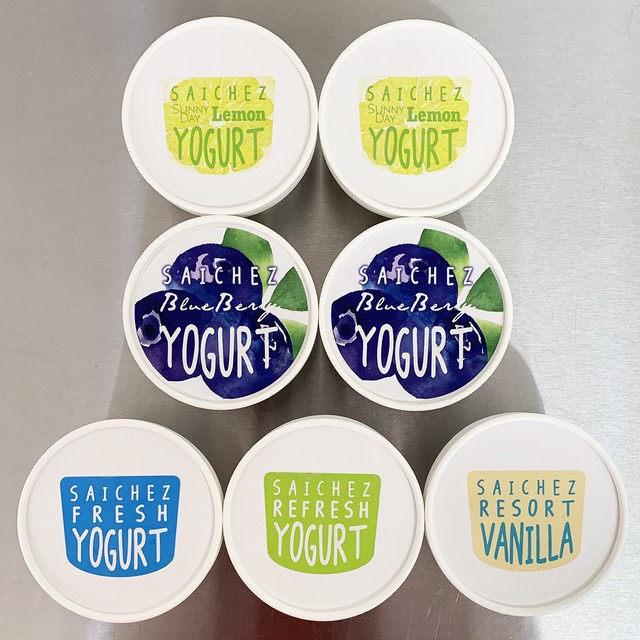 SAICHEZ
SUNNY DAY Lemon
YOGURT
SAICHEZ
SUNNY DAY Lemon
YOGURT
SAICHEZ
BlueBerry
YOGURT
SAICHEZ
BlueBerry
YOGURT
SAICHEZ
FRESH
YOGURT
SAICHEZ
REFRESH
YOGURT
SAICHEZ
RESORT
VANILLA